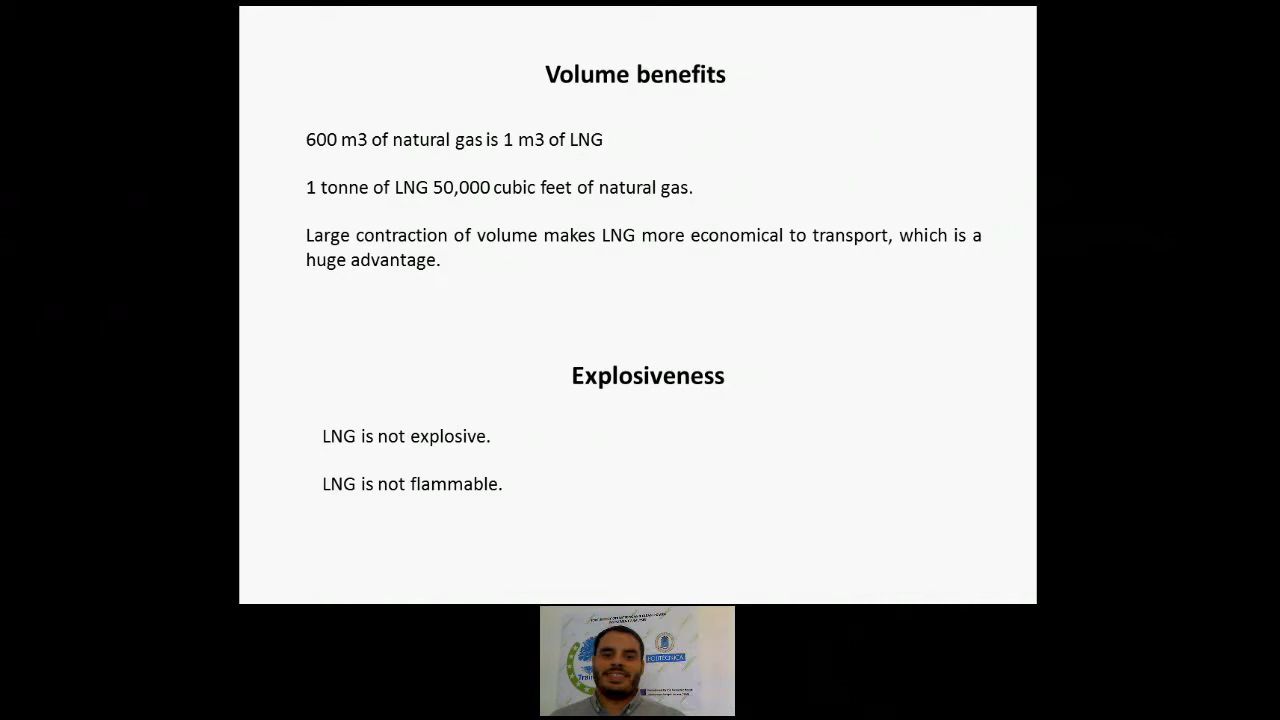 Volume benefits
600 m3 of natural gas is 1 m3 of LNG
1 tonne of LNG 50,000 cubic feet of natural gas.
Large contraction of volume makes LNG more economical to transport, which is a
huge advantage.
Explosiveness
LNG is not explosive.
LNG is not flammable.
POLITÉCNICA